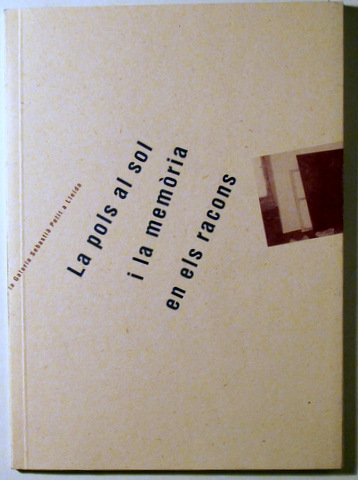 la Galeria Sebastià Petit a Lleida
La pols al sol
i la memòria
en els racons